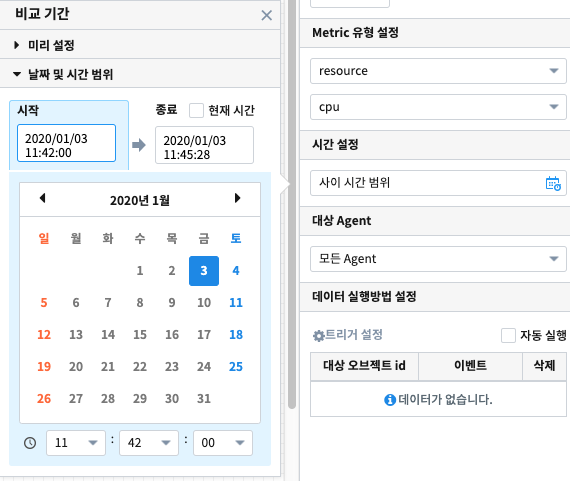 비교 기간
미리 설정
날짜 및 시간 범위
시작
종료 현재 시간
2020/01/03
11:42:00
2020/01/03
11:45:28
2020년 1월
일 월 화 수 목 금 토
1 2 3 4
5 6 7 8 9 10 11
12 13 14 15 16 17 18
19 20 21 22 23 24 25
26 27 28 29 30 31
11 : 42 : 00
Metric 유형 설정
resource
cpu
시간 설정
사이 시간 범위
대상 Agent
모든 Agent
데이터 실행방법 설정
트리거 설정 자동 실행
대상 오브젝트 id 이벤트 삭제
데이터가 없습니다.